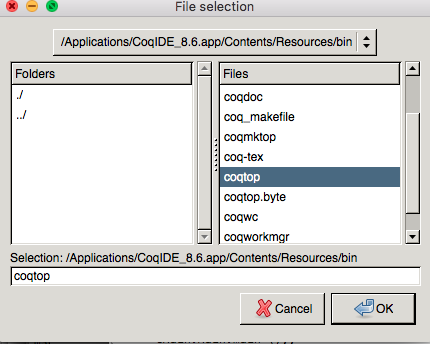 File selection
/Applications/CoqIDE_8.6.app/Contents/Resources/bin
Folders
./
../
Files
coqdoc
coq_makefile
coqmktop
coq-tex
coqtop
coqtop.byte
coqwc
coqworkmgr
Selection: /Applications/CoqIDE_8.6.app/Contents/Resources/bin
coqtop
Cancel
OK